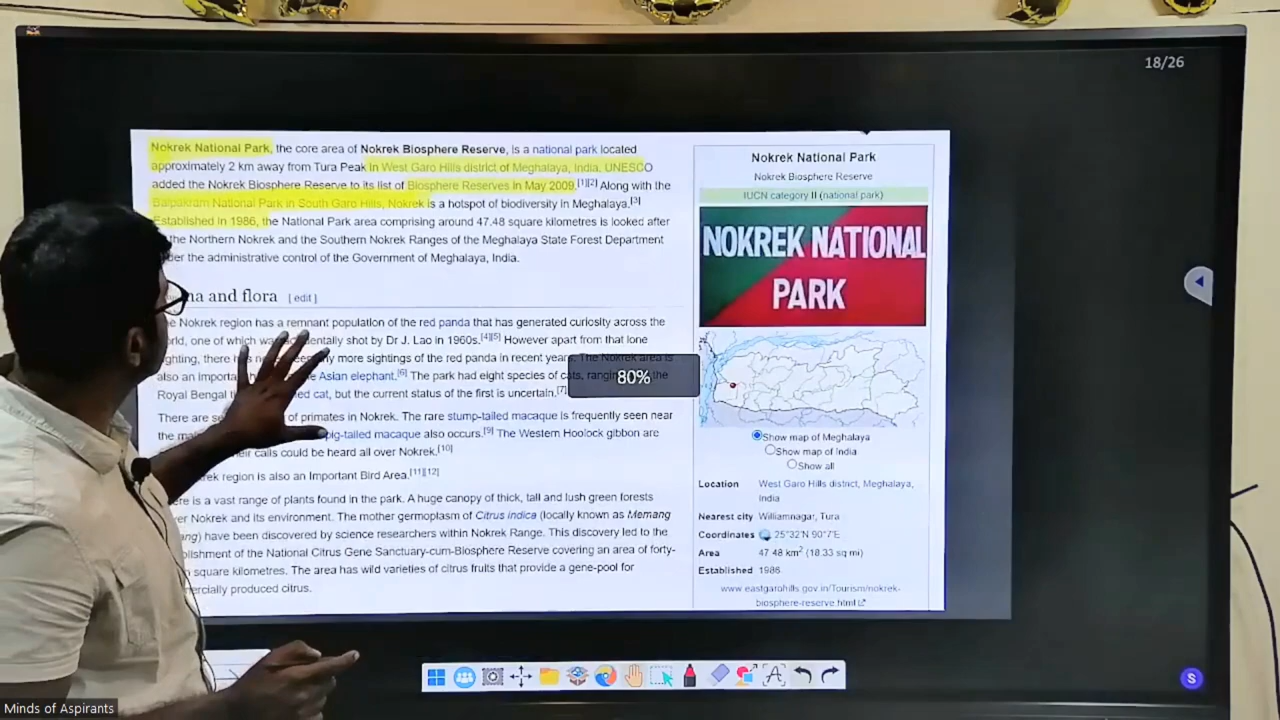 18/26
Nokrek National Park, the core area of Nokrek Biosphere Reserve, is a national park located
approximately 2 km away from Tura Peak in West Garo Hills district of Meghalaya, India. UNESCO
added the Nokrek Biosphere Reserve to its list of Biosphere Reserves in May 2009.[1][2] Along with the
Balpakram National Park in South Garo Hills, Nokrek is a hotspot of biodiversity in Meghalaya.[3]
Established in 1986, the National Park area comprising around 47.48 square kilometres is looked after
the Northern Nokrek and the Southern Nokrek Ranges of the Meghalaya State Forest Department
the administrative control of the Government of Meghalaya, India.
and flora [ edit ]
Nokrek region has a remnant population of the red panda that has generated curiosity across the
one of which was by Dr J. Lao in 1960s.[4][5] However apart from that lone
there more sightings of the red panda in recent years. The Nokrek area is
also an Asian elephant.[6] The park had eight species of cats, the
Royal Bengal cat, but the current status of the first is uncertain.[7]
There are of primates in Nokrek. The rare stump-tailed macaque is frequently seen near
the pig-tailed macaque also occurs.[9] The Western Hoolock gibbon are
calls could be heard all over Nokrek.[10]
region is also an Important Bird Area.[11][12]
is a vast range of plants found in the park. A huge canopy of thick, tall and lush green forests
Nokrek and its environment. The mother germoplasm of Citrus indica (locally known as Memang
have been discovered by science researchers within Nokrek Range. This discovery led to the
of the National Citrus Gene Sanctuary-cum-Biosphere Reserve covering an area of forty-
square kilometres. The area has wild varieties of citrus fruits that provide a gene-pool for
produced citrus.
80%
Nokrek National Park
Nokrek Biosphere Reserve
IUCN category II (national park)
NOKREK NATIONAL
PARK
Show map of Meghalaya
Show map of India
Show all
Location West Garo Hills district, Meghalaya,
India
Nearest city Williamnagar, Tura
Coordinates 25°32′N 90°7′E
Area 47.48 km² (18.33 sq mi)
Established 1986
www.eastgarohills.gov.in/Tourism/nokrek-
biosphere-reserve.html
A
S
Minds of Aspirants